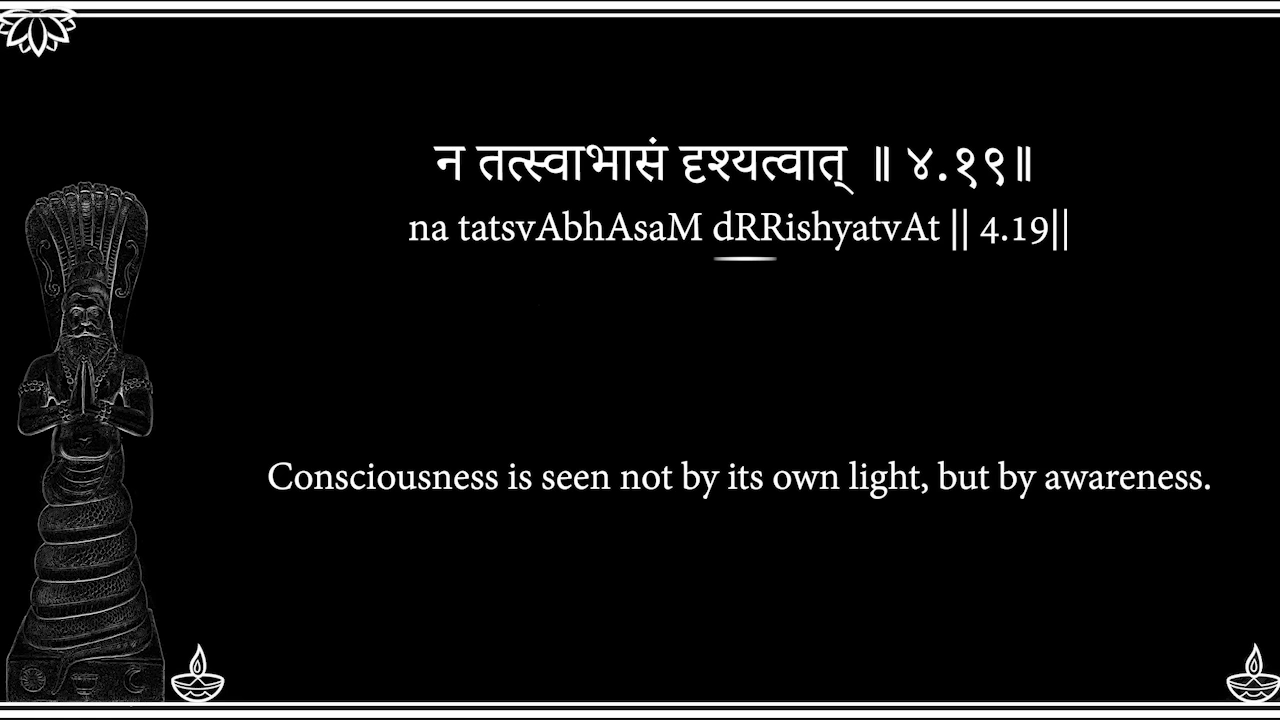 न तत्स्वाभासं दृश्यत्वात् ॥ ४.१९॥
na tatsvAbhAsaM dRRishyatvAt || 4.19||
Consciousness is seen not by its own light, but by awareness.